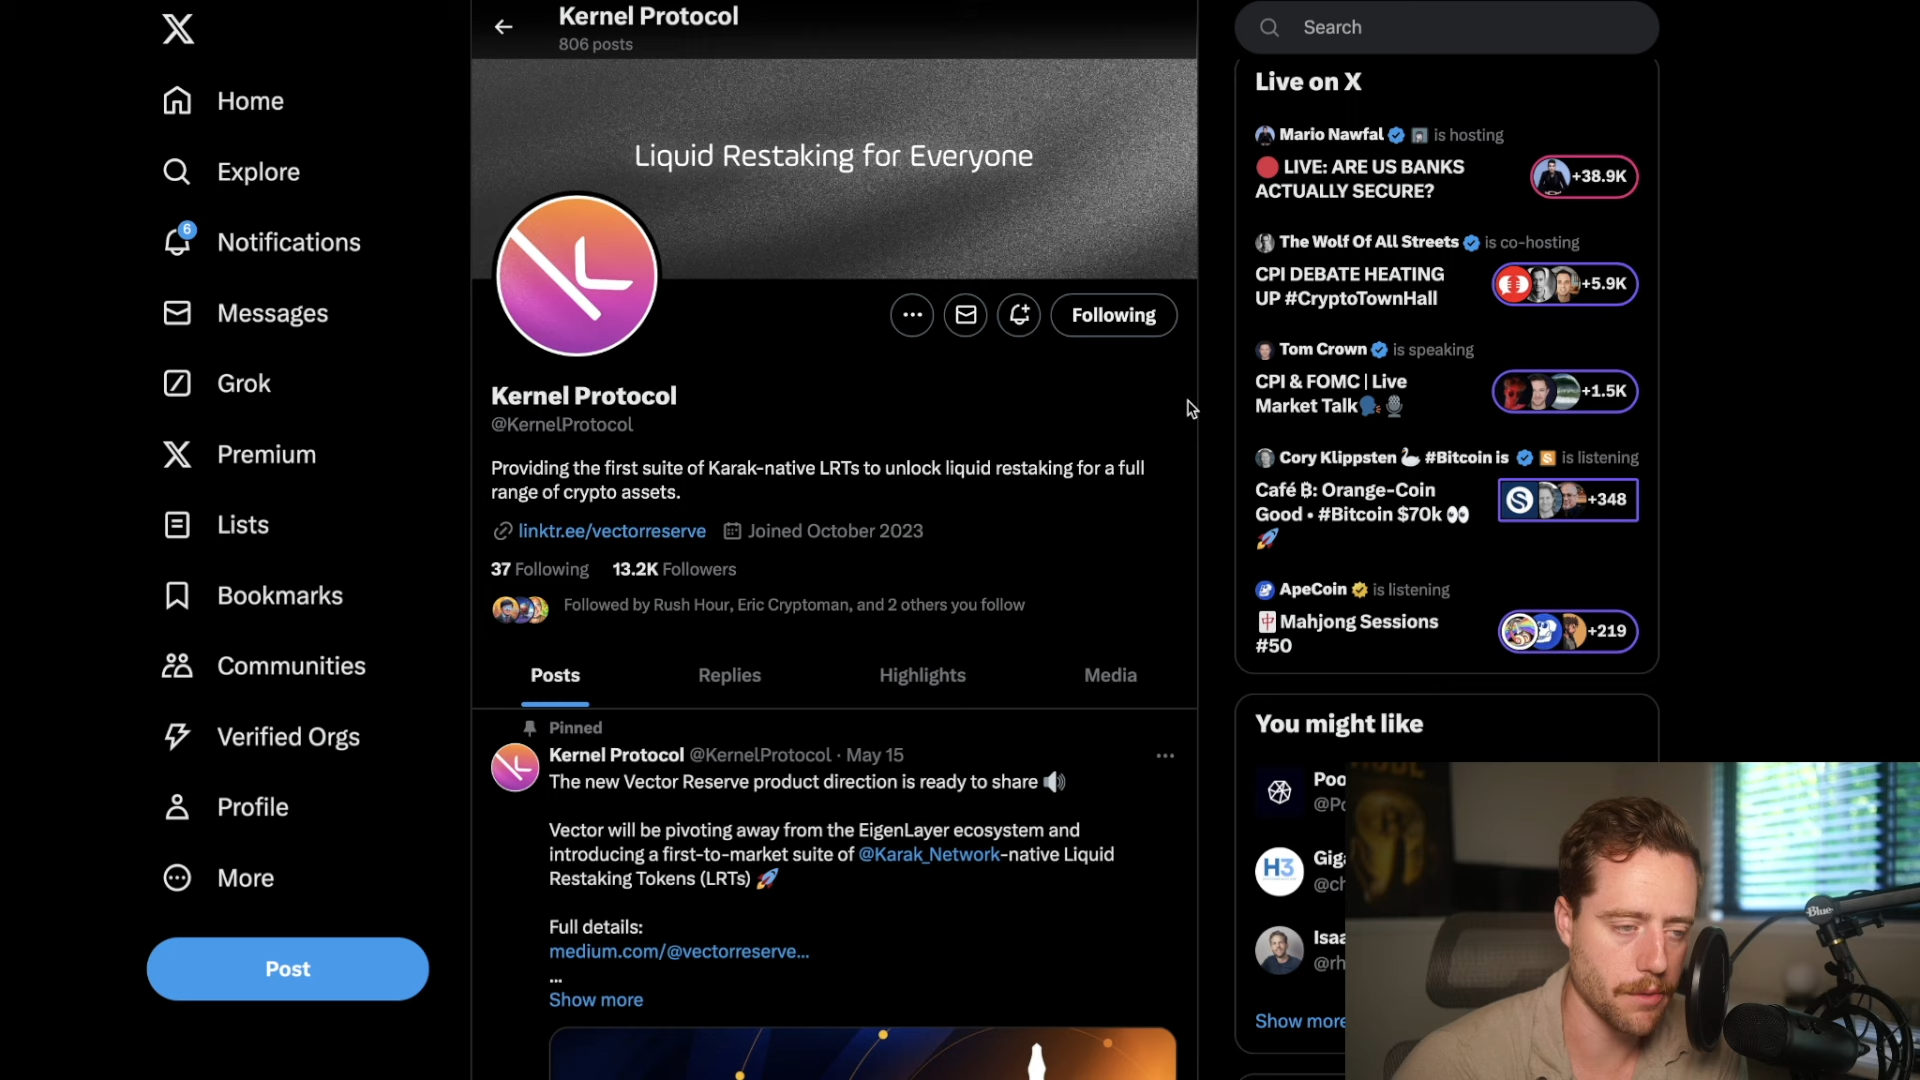 Home
Explore
6
Notifications
Messages
Grok
Premium
Lists
Bookmarks
Communities
Verified Orgs
Profile
More
Post
Kernel Protocol
806 posts
Liquid Restaking for Everyone
Following
Kernel Protocol
@KernelProtocol
Providing the first suite of Karak-native LRTs to unlock liquid restaking for a full
range of crypto assets.
linktr.ee/vectorreserve Joined October 2023
37 Following 13.2K Followers
Followed by Rush Hour, Eric Cryptoman, and 2 others you follow
Posts Replies Highlights Media
Pinned
Kernel Protocol @KernelProtocol · May 15
The new Vector Reserve product direction is ready to share 🔊
Vector will be pivoting away from the EigenLayer ecosystem and
introducing a first-to-market suite of @Karak_Network-native Liquid
Restaking Tokens (LRTs) 🚀
Full details:
medium.com/@vectorreserve...
...
Show more
Search
Live on X
Mario Nawfal is hosting
🔴 LIVE: ARE US BANKS
ACTUALLY SECURE?
+38.9K
The Wolf Of All Streets is co-hosting
CPI DEBATE HEATING
UP #CryptoTownHall
+5.9K
Tom Crown is speaking
CPI & FOMC | Live
Market Talk🗣️🎙️
+1.5K
Cory Klippsten 🦢 #Bitcoin is is listening
Café ₿: Orange-Coin
Good • #Bitcoin $70k 👀
🚀
+348
ApeCoin is listening
🀄 Mahjong Sessions
#50
+219
You might like
Poo
@Po
H3
Giga
@ch
Isaa
@rh
Show more
Blue